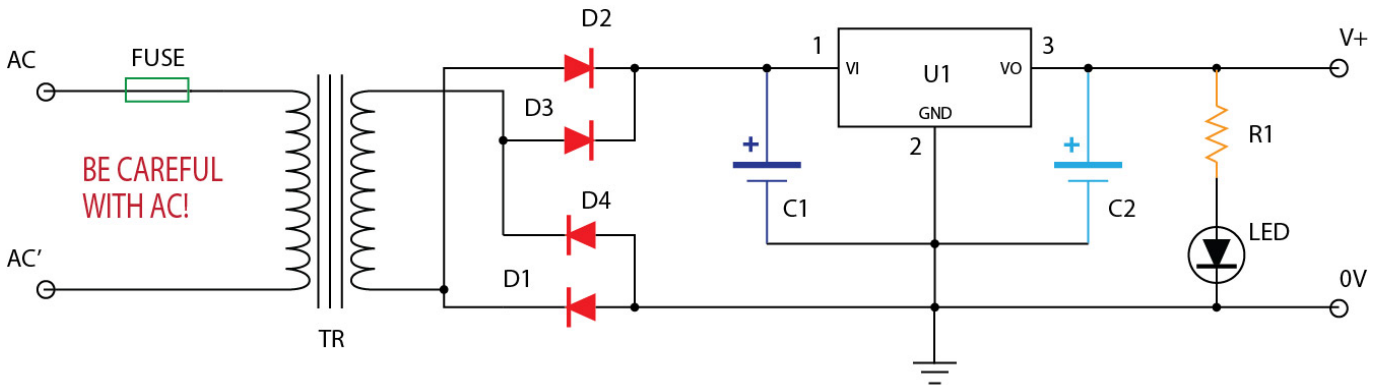 AC
FUSE
BE CAREFUL
WITH AC!
AC'
TR
D2
D3
D4
D1
1
VI
U1
VO
3
GND
2
+
C1
+
C2
V+
R1
LED
0V